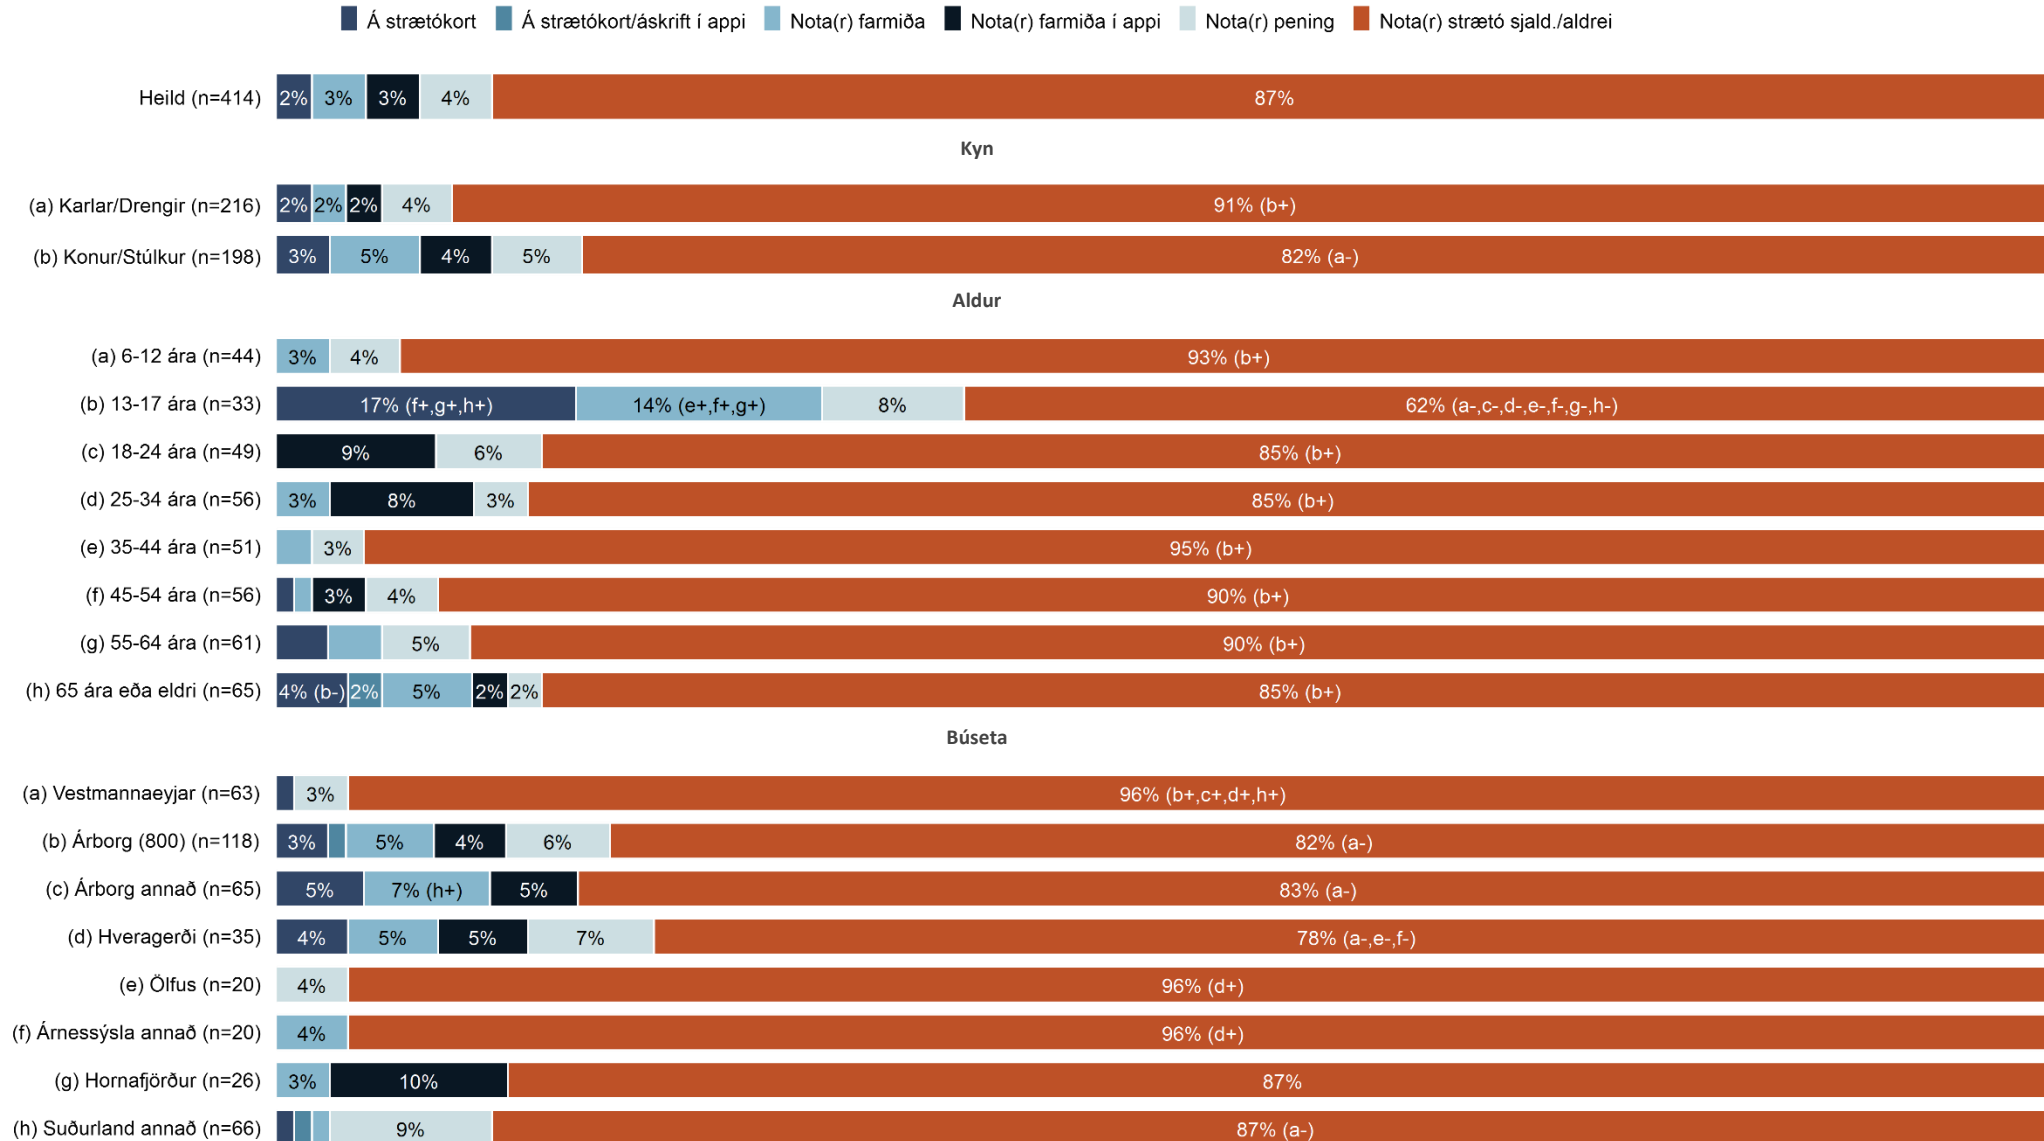 Á strætókort Á strætókort/áskrift í appi Nota(r) farmiða Nota(r) farmiða í appi Nota(r) pening Nota(r) strætó sjald./aldrei
Heild (n=414) 2% 3% 3% 4% 87%
Kyn
(a) Karlar/Drengir (n=216) 2% 2% 2% 4% 91% (b+)
(b) Konur/Stúlkur (n=198) 3% 5% 4% 5% 82% (a-)
Aldur
(a) 6-12 ára (n=44) 3% 4% 93% (b+)
(b) 13-17 ára (n=33) 17% (f+,g+,h+) 14% (e+,f+,g+) 8% 62% (a-,c-,d-,e-,f-,g-,h-)
(c) 18-24 ára (n=49) 9% 6% 85% (b+)
(d) 25-34 ára (n=56) 3% 8% 3% 85% (b+)
(e) 35-44 ára (n=51) 3% 95% (b+)
(f) 45-54 ára (n=56) 3% 4% 90% (b+)
(g) 55-64 ára (n=61) 5% 90% (b+)
(h) 65 ára eða eldri (n=65) 4% (b-) 2% 5% 2% 2% 85% (b+)
Búseta
(a) Vestmannaeyjar (n=63) 3% 96% (b+,c+,d+,h+)
(b) Árborg (800) (n=118) 3% 5% 4% 6% 82% (a-)
(c) Árborg annað (n=65) 5% 7% (h+) 5% 83% (a-)
(d) Hveragerði (n=35) 4% 5% 5% 7% 78% (a-,e-,f-)
(e) Ölfus (n=20) 4% 96% (d+)
(f) Árnessýsla annað (n=20) 4% 96% (d+)
(g) Hornafjörður (n=26) 3% 10% 87%
(h) Suðurland annað (n=66) 9% 87% (a-)